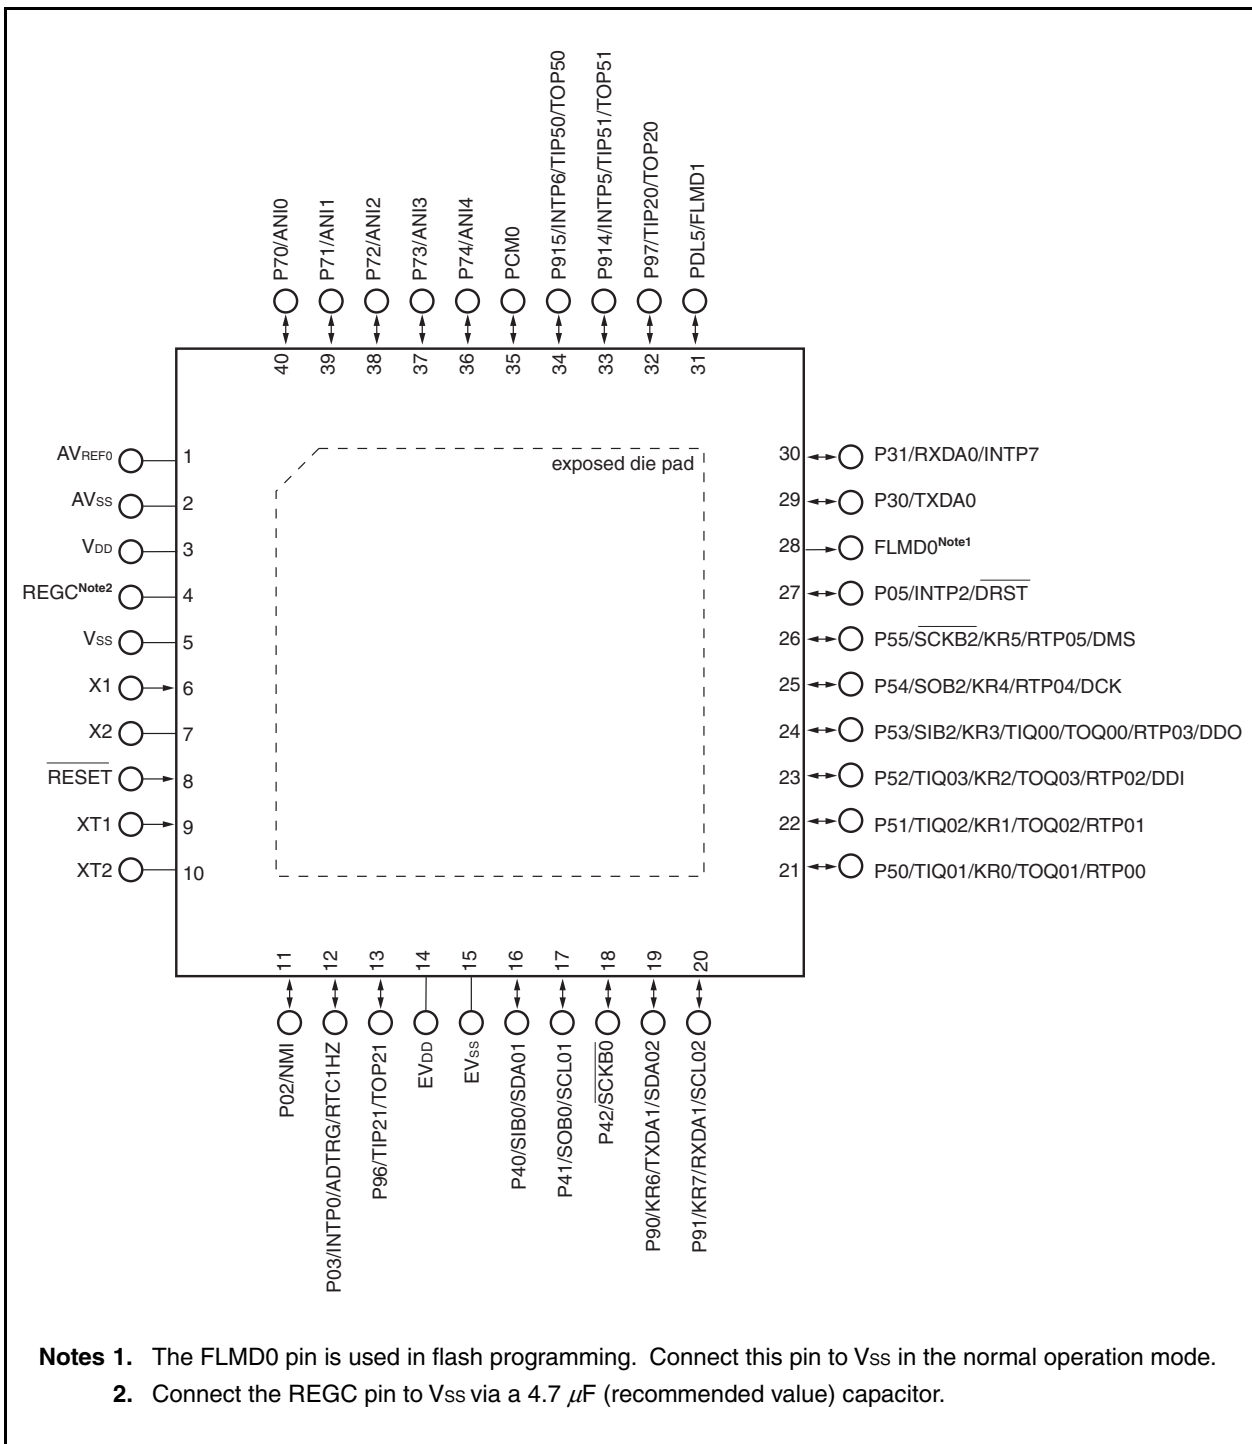 P70/ANI0
P71/ANI1
P72/ANI2
P73/ANI3
P74/ANI4
PCM0
P915/INTP6/TIP50/TOP50
P914/INTP5/TIP51/TOP51
P97/TIP20/TOP20
PDL5/FLMD1
40
39
38
37
36
35
34
33
32
31
AVREF0 1
AVSS 2
VDD 3
REGCNote2 4
VSS 5
X1 6
X2 7
RESET 8
XT1 9
XT2 10
exposed die pad
30 P31/RXDA0/INTP7
29 P30/TXDA0
28 FLMD0Note1
27 P05/INTP2/DRST
26 P55/SCKB2/KR5/RTP05/DMS
25 P54/SOB2/KR4/RTP04/DCK
24 P53/SIB2/KR3/TIQ00/TOQ00/RTP03/DDO
23 P52/TIQ03/KR2/TOQ03/RTP02/DDI
22 P51/TIQ02/KR1/TOQ02/RTP01
21 P50/TIQ01/KR0/TOQ01/RTP00
11
12
13
14
15
16
17
18
19
20
P02/NMI
P03/INTP0/ADTRG/RTC1HZ
P96/TIP21/TOP21
EVDD
EVSS
P40/SIB0/SDA01
P41/SOB0/SCL01
P42/SCKB0
P90/KR6/TXDA1/SDA02
P91/KR7/RXDA1/SCL02
Notes 1. The FLMD0 pin is used in flash programming. Connect this pin to VSS in the normal operation mode.
2. Connect the REGC pin to VSS via a 4.7 μF (recommended value) capacitor.